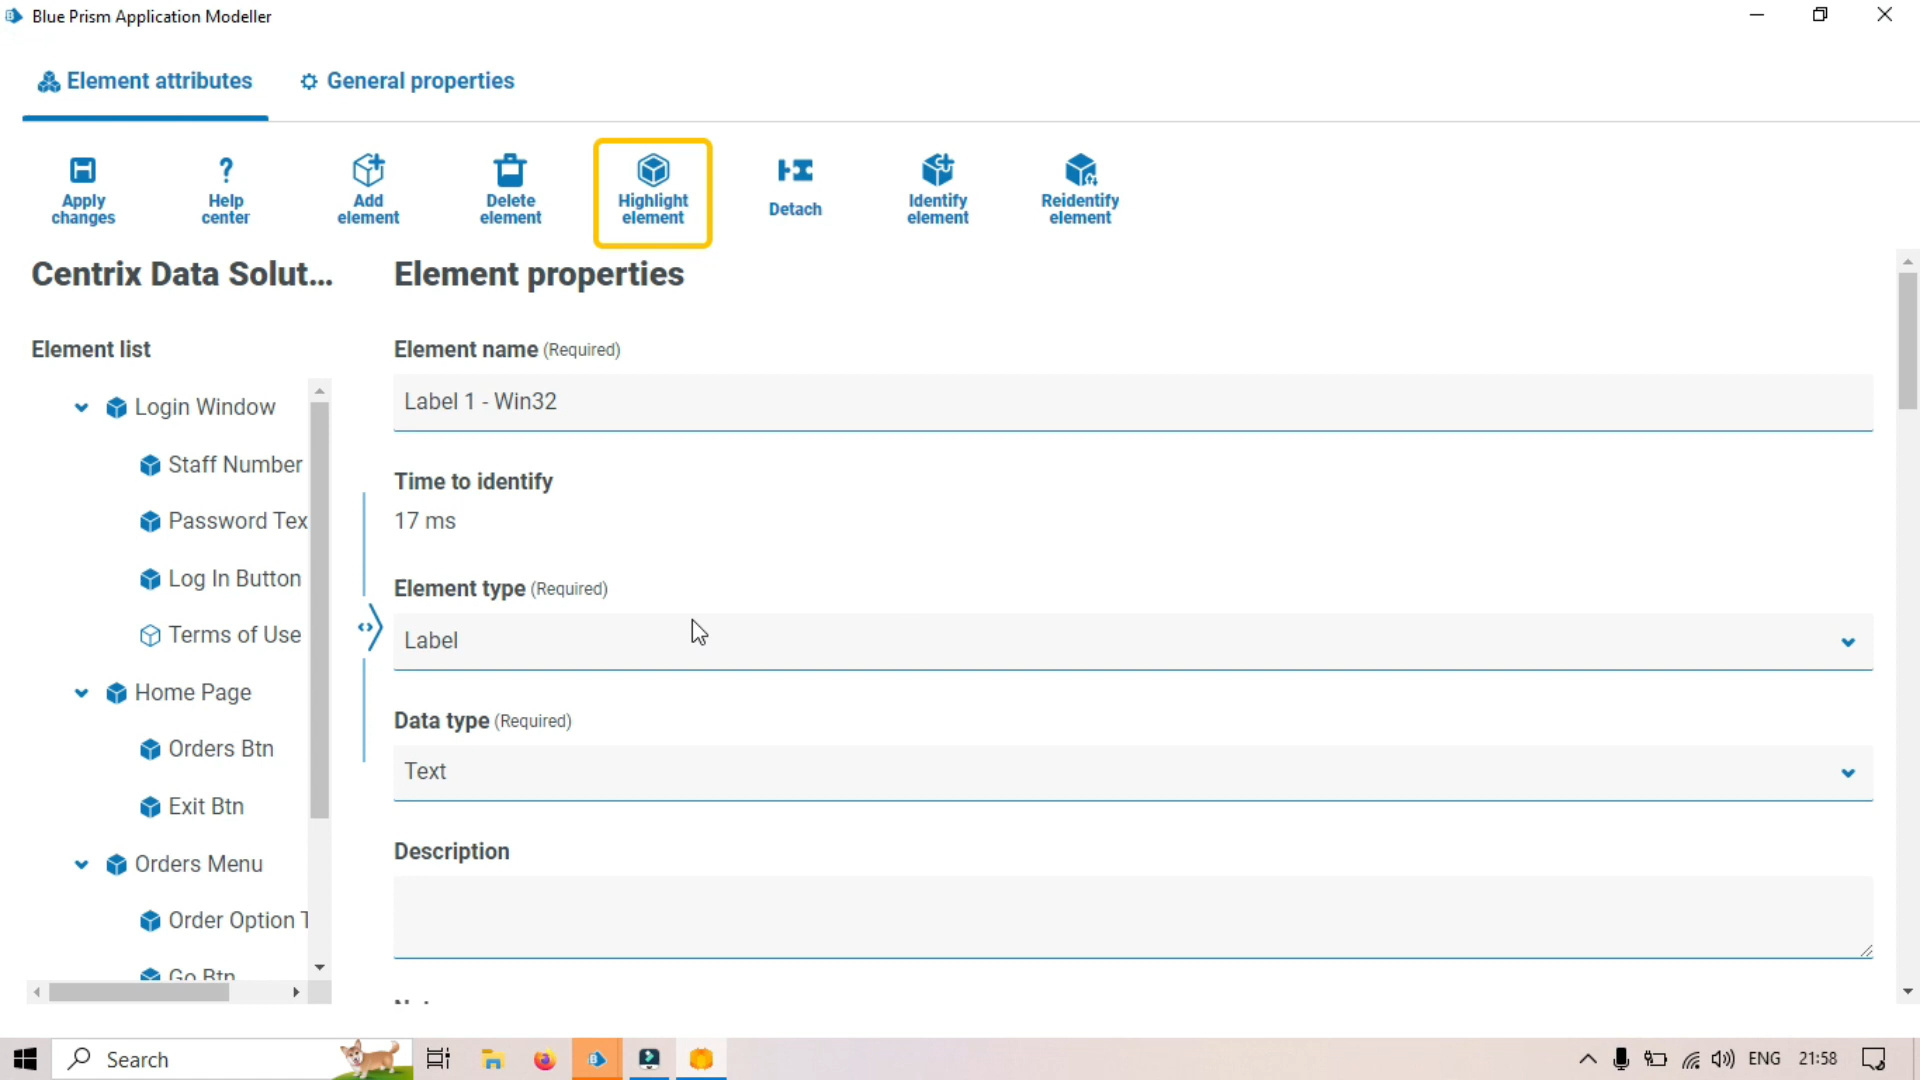 Blue Prism Application Modeller
Element attributes
General properties
Apply changes
Help center
Add element
Delete element
Highlight element
Detach
Identify element
Reidentify element
Centrix Data Solut...
Element properties
Element list
Login Window
Staff Number
Password Tex
Log In Button
Terms of Use
Home Page
Orders Btn
Exit Btn
Orders Menu
Order Option T
Go Btn
Element name (Required)
Label 1 - Win32
Time to identify
17 ms
Element type (Required)
Label
Data type (Required)
Text
Description
Search
ENG
21:58